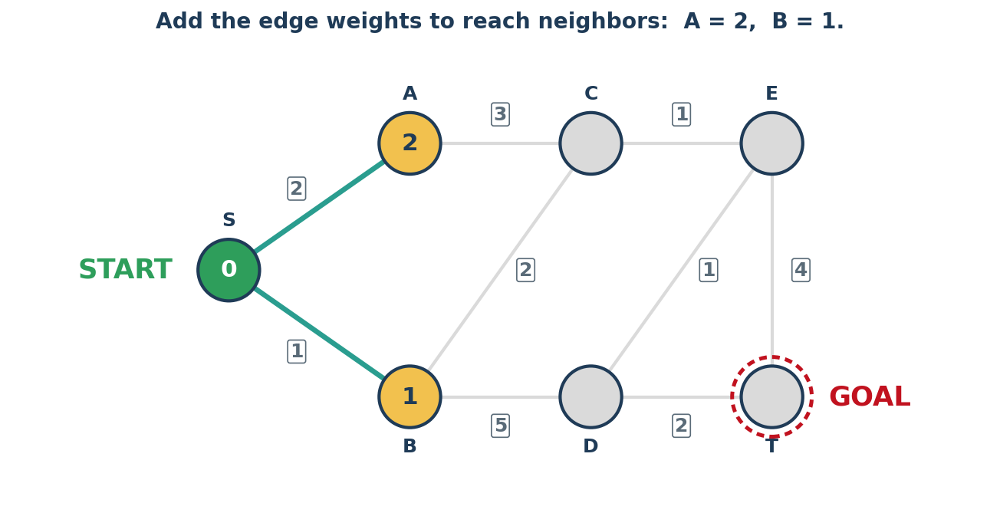 Add the edge weights to reach neighbors:  A = 2,  B = 1.
A
C
E
3
1
2
2
S
START
0
2
1
4
1
1
GOAL
5
2
B
D
T